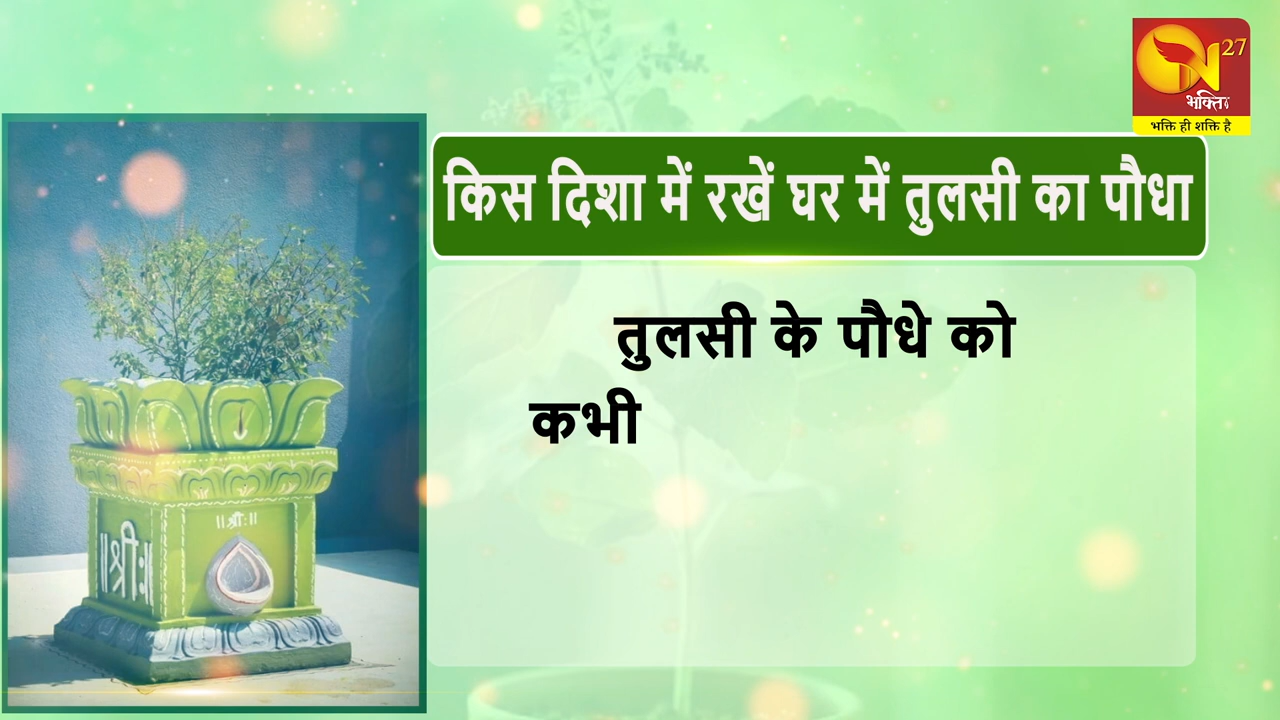 27
भक्ति
भक्ति ही शक्ति है
किस दिशा में रखें घर में तुलसी का पौधा
तुलसी के पौधे को
कभी
॥श्रीः॥
॥श्रीः॥